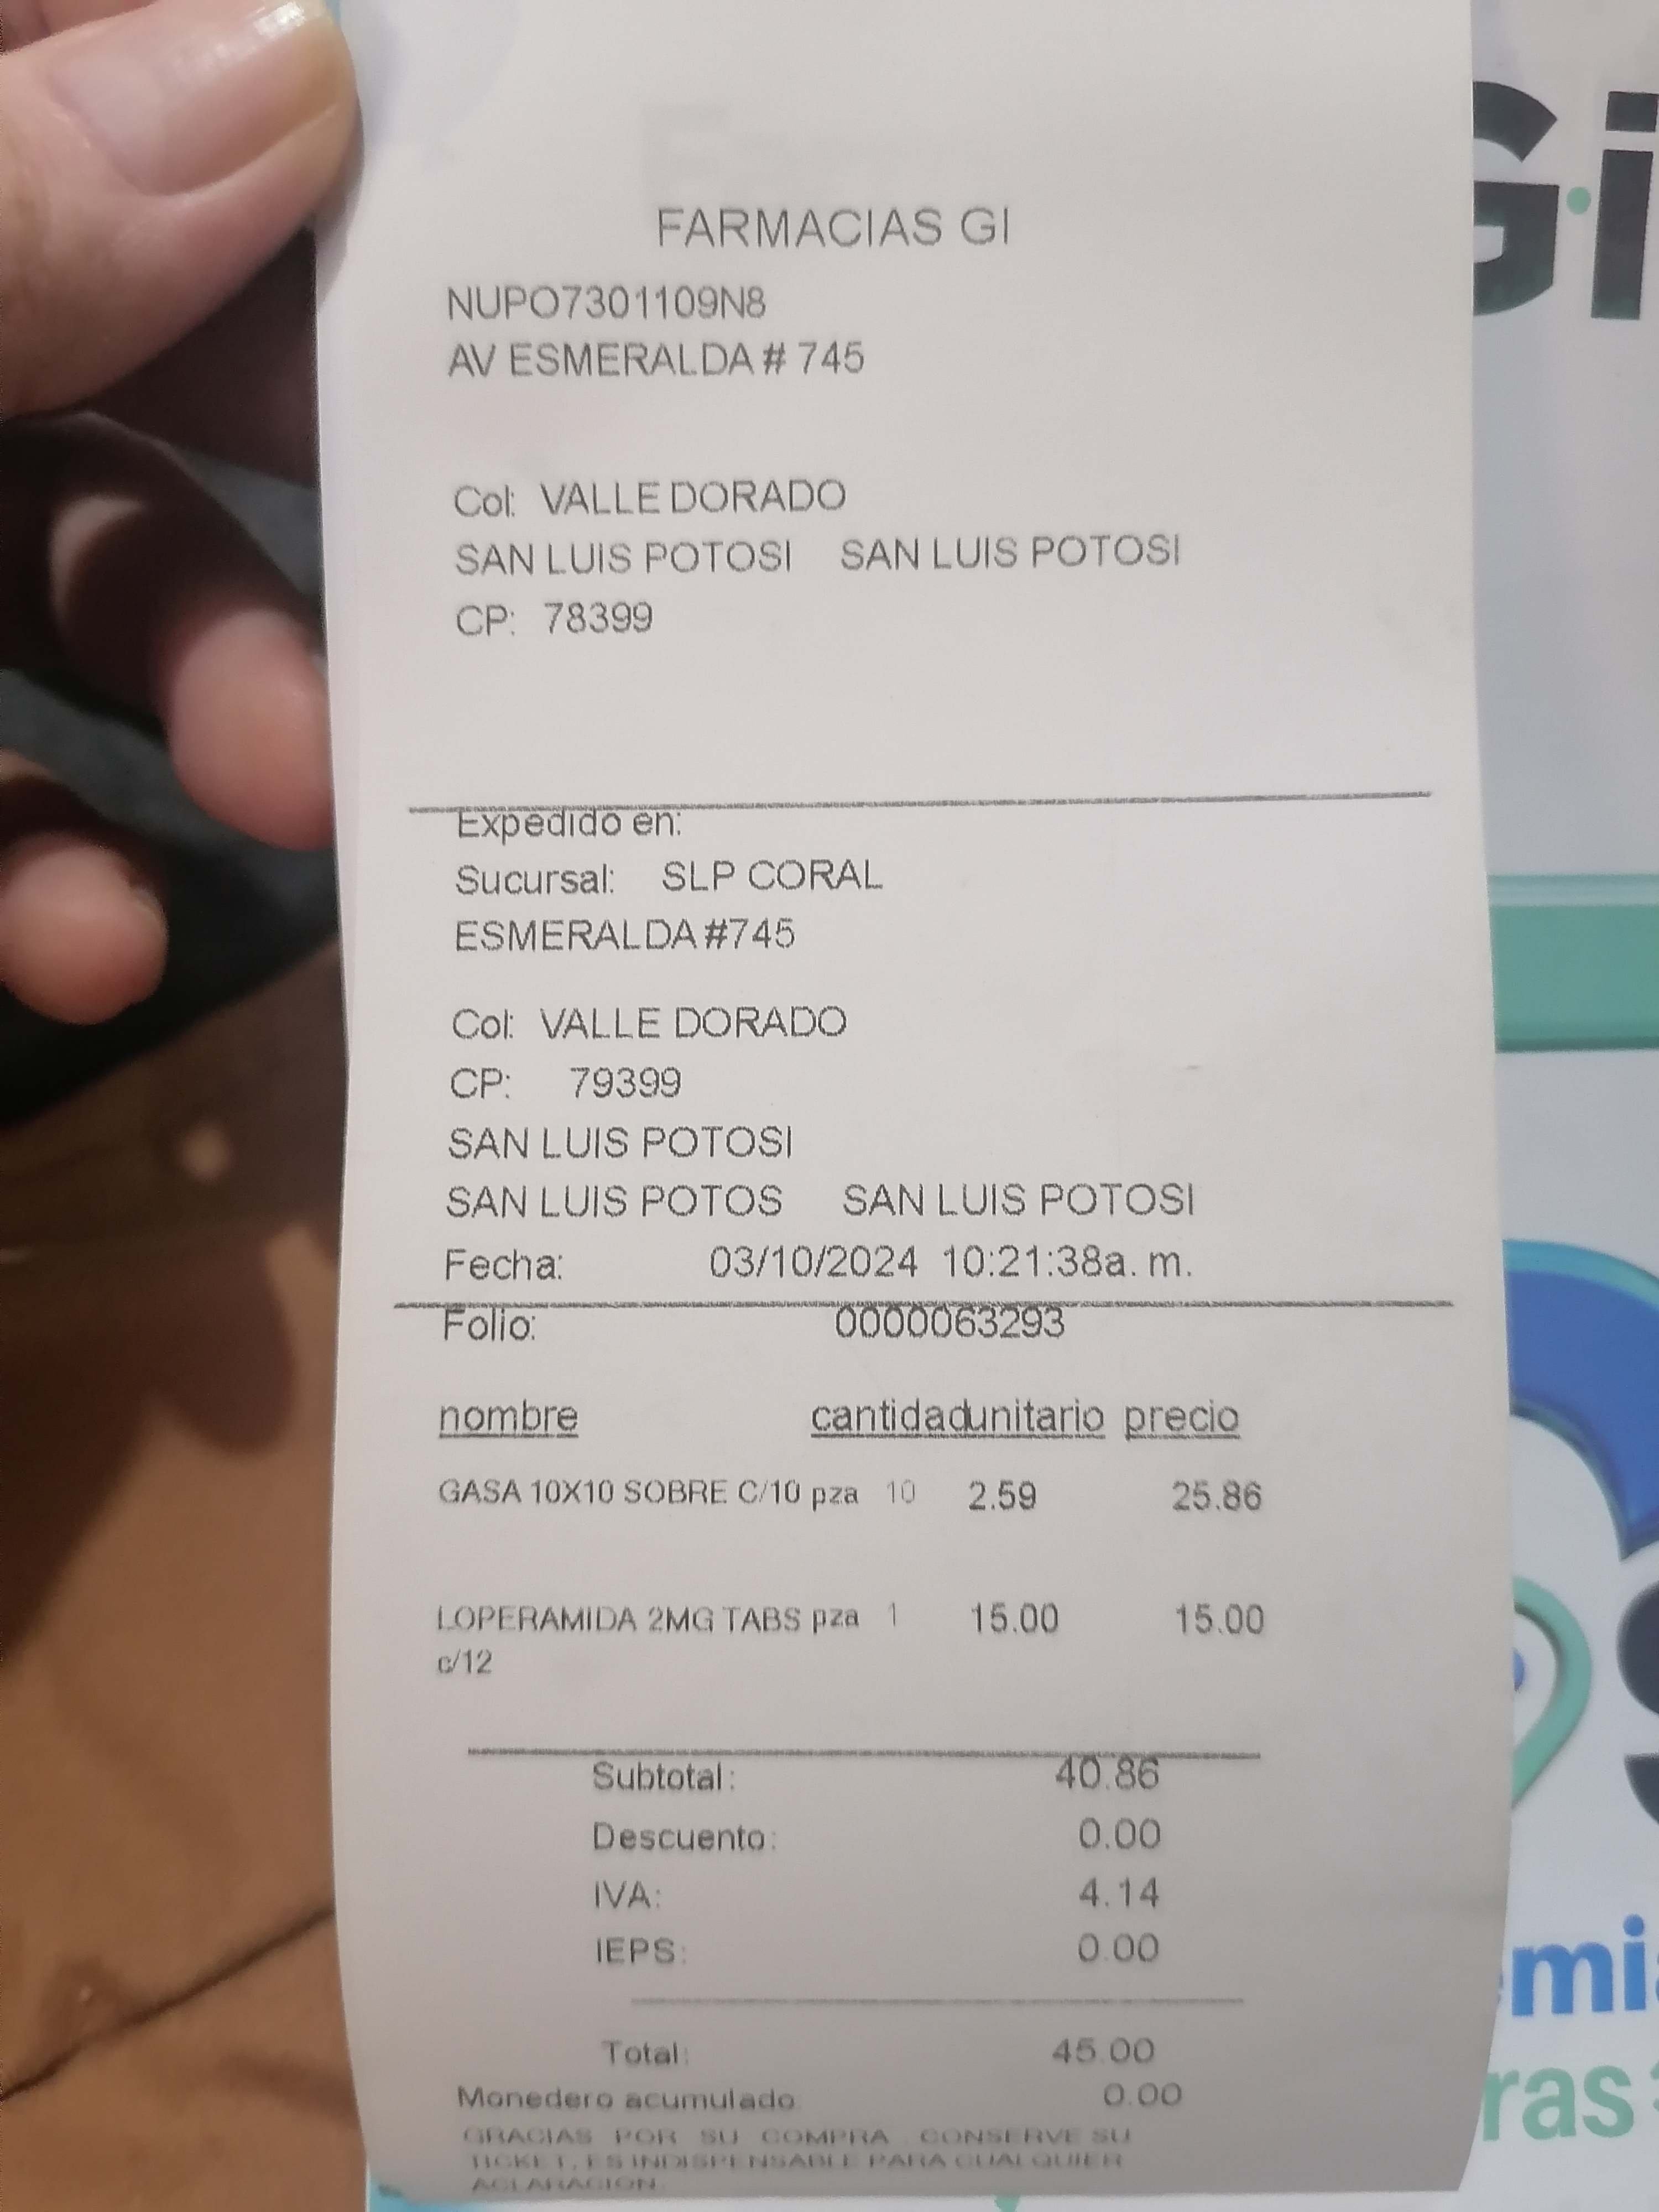 FARMACIAS GI
NUPO7301109N8
AV ESMERALDA # 745
Col: VALLE DORADO
SAN LUIS POTOSI SAN LUIS POTOSI
CP: 78399
Expedido en:
Sucursal: SLP CORAL
ESMERALDA #745
Col: VALLE DORADO
CP: 79399
SAN LUIS POTOSI
SAN LUIS POTOS SAN LUIS POTOSI
Fecha: 03/10/2024 10:21:38a. m.
Folio: 0000063293
nombre cantidad unitario precio
GASA 10X10 SOBRE C/10 pza 10 2.59 25.86
LOPERAMIDA 2MG TABS pza 1 15.00 15.00
c/12
Subtotal: 40.86
Descuento: 0.00
IVA: 4.14
IEPS: 0.00
Total: 45.00
Monedero acumulado 0.00
GRACIAS POR SU COMPRA . CONSERVE SU
TICKET, ES INDISPENSABLE PARA CUALQUIER
ACLARACION.
Gi